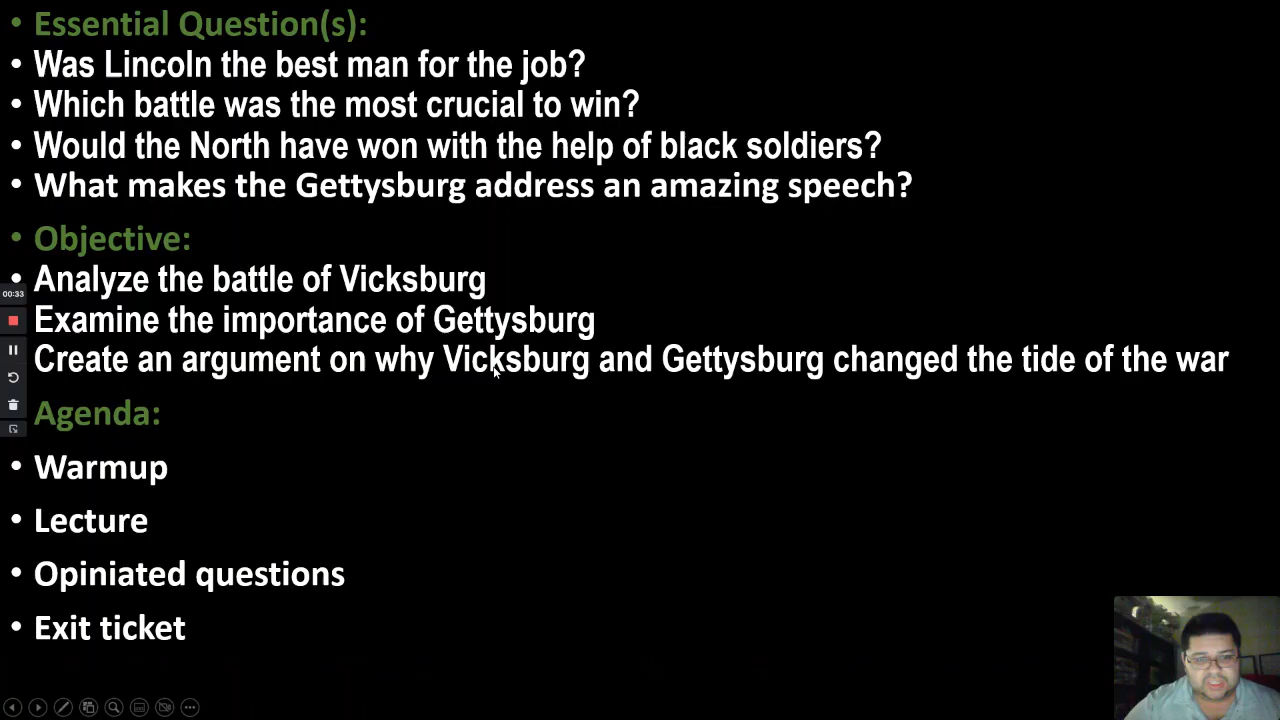 • Essential Question(s):
• Was Lincoln the best man for the job?
• Which battle was the most crucial to win?
• Would the North have won with the help of black soldiers?
• What makes the Gettysburg address an amazing speech?
• Objective:
• Analyze the battle of Vicksburg
00:33
Examine the importance of Gettysburg
Create an argument on why Vicksburg and Gettysburg changed the tide of the war
Agenda:
• Warmup
• Lecture
• Opiniated questions
• Exit ticket